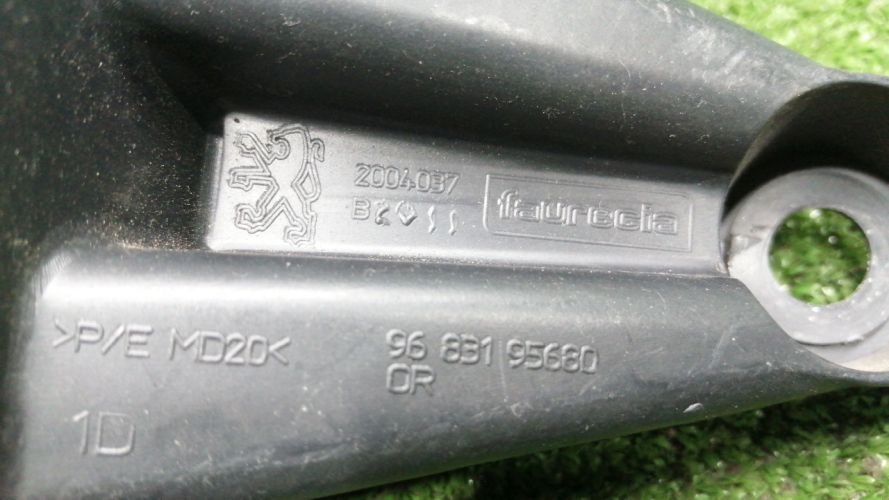 2004037
B
faurecia
>P/E MD20<
96 831 95680
OR
1D